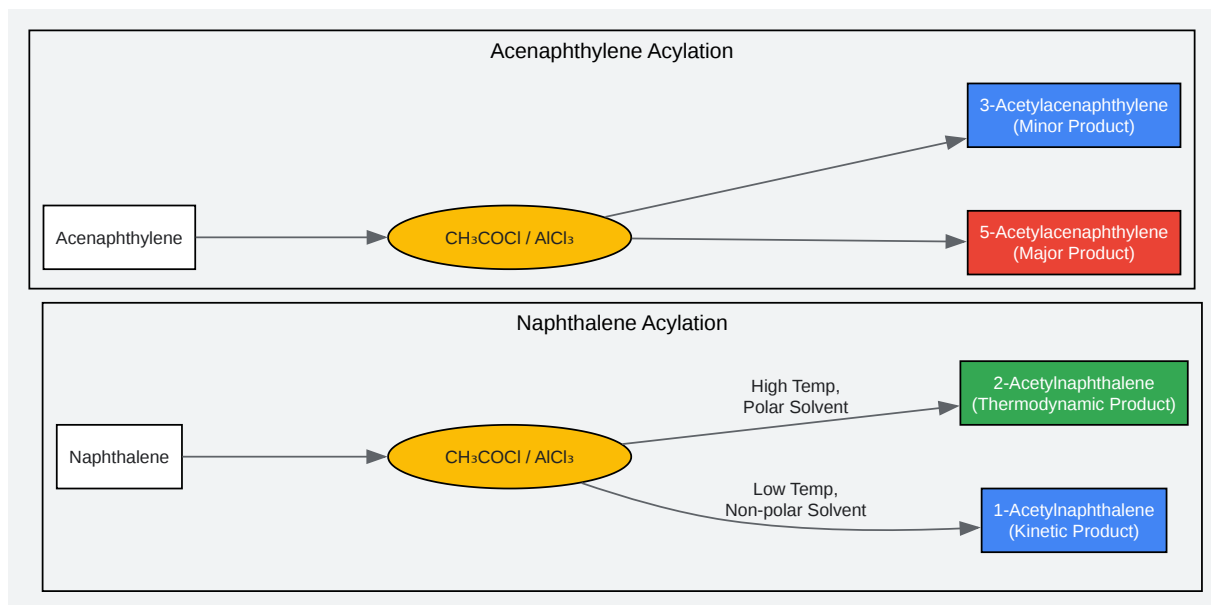 Acenaphthylene Acylation
3-Acetylacenaphthylene
(Minor Product)
Acenaphthylene
CH₃COCl / AlCl₃
5-Acetylacenaphthylene
(Major Product)
Naphthalene Acylation
High Temp,
Polar Solvent
2-Acetylnaphthalene
(Thermodynamic Product)
Naphthalene
CH₃COCl / AlCl₃
Low Temp,
Non-polar Solvent
1-Acetylnaphthalene
(Kinetic Product)